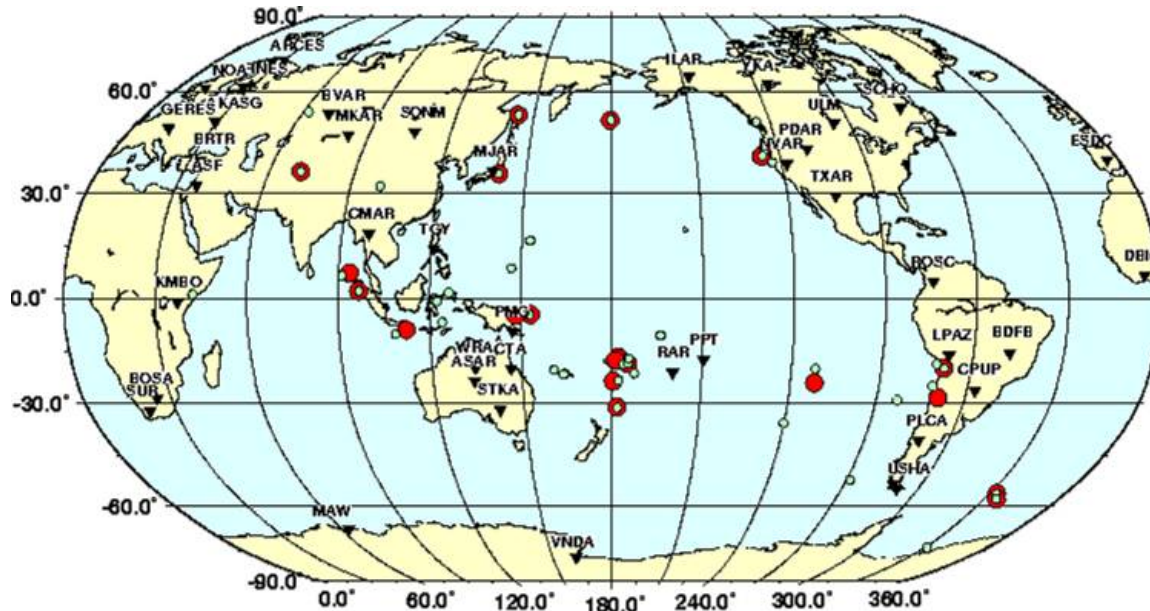 90.0°
ARCES
NOA
INES
ILAR
YKA
SCHQ
60.0°
GERES
KASG
BVAR
MKAR
SONM
ULM
BRTR
PDAR
NVAR
ESDC
ASF
MJAR
TXAR
30.0°
CMAR
TGY
KMBO
ROSC
DBI
0.0°
PMG
LPAZ
BDFB
WRA
CTA
RAR
PPT
ASAR
STKA
CPUP
BOSA
SUR
-30.0°
PLCA
USHA
-60.0°
MAW
VNDA
-90.0°
0.0° 60.0° 120.0° 180.0° 240.0° 300.0° 360.0°